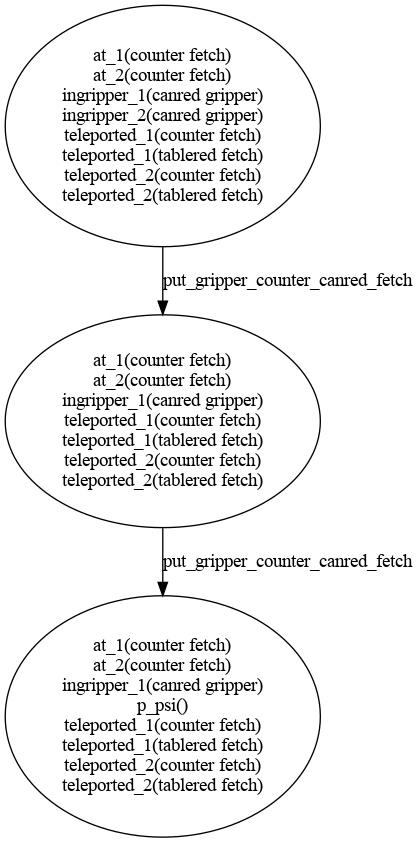 at_1(counter fetch)
at_2(counter fetch)
ingripper_1(canred gripper)
ingripper_2(canred gripper)
teleported_1(counter fetch)
teleported_1(tablered fetch)
teleported_2(counter fetch)
teleported_2(tablered fetch)
put_gripper_counter_canred_fetch
at_1(counter fetch)
at_2(counter fetch)
ingripper_1(canred gripper)
teleported_1(counter fetch)
teleported_1(tablered fetch)
teleported_2(counter fetch)
teleported_2(tablered fetch)
put_gripper_counter_canred_fetch
at_1(counter fetch)
at_2(counter fetch)
ingripper_1(canred gripper)
p_psi()
teleported_1(counter fetch)
teleported_1(tablered fetch)
teleported_2(counter fetch)
teleported_2(tablered fetch)